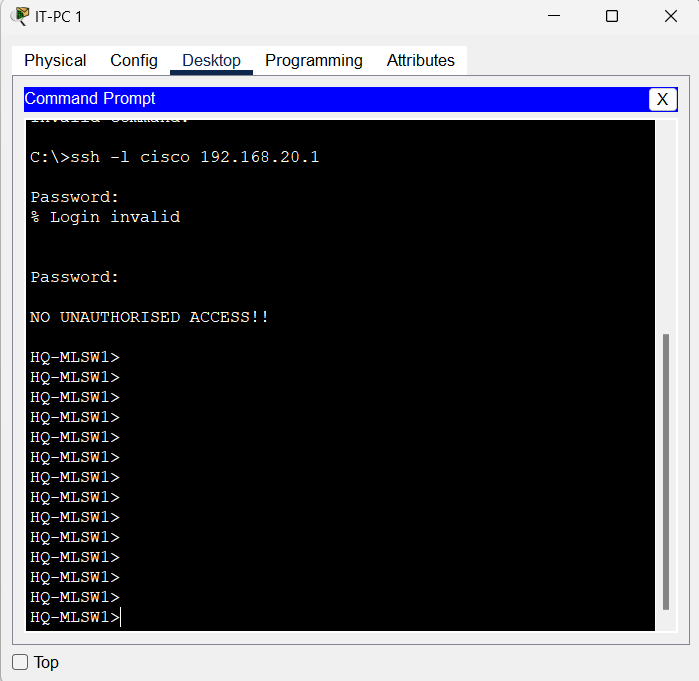 IT-PC 1
Physical Config Desktop Programming Attributes
Command Prompt X
C:\>ssh -l cisco 192.168.20.1
Password:
% Login invalid
Password:
NO UNAUTHORISED ACCESS!!
HQ-MLSW1>
HQ-MLSW1>
HQ-MLSW1>
HQ-MLSW1>
HQ-MLSW1>
HQ-MLSW1>
HQ-MLSW1>
HQ-MLSW1>
HQ-MLSW1>
HQ-MLSW1>
HQ-MLSW1>
HQ-MLSW1>
HQ-MLSW1>
HQ-MLSW1>
Top